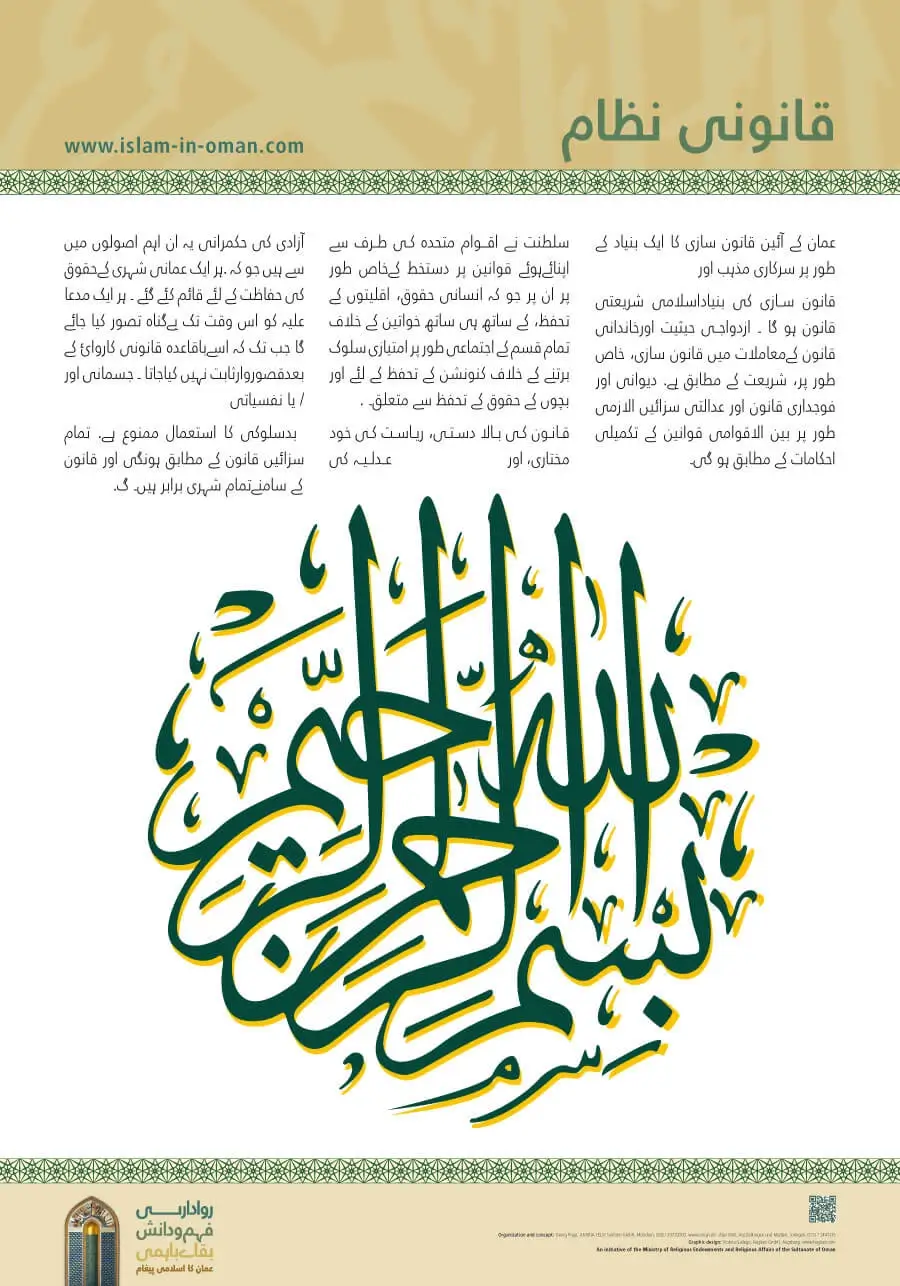 قانونی نظام
www.islam-in-oman.com
عمان کے آئین قانون سازی کا ایک بنیاد کے
طور پر سرکاری مذہب اور
قانون سازی کی بنیاداسلامی شریعتی
قانون ہو گا ۔ ازدواجی حیثیت اورخاندانی
قانون کےمعاملات میں قانون سازی، خاص
طور پر، شریعت کے مطابق ہے. دیوانی اور
فوجداری قانون اور عدالتی سزائیں الازمی
طور پر بین الاقوامی قوانین کے تکمیلی
احکامات کے مطابق ہو گی۔
سلطنت نے اقوام متحدہ کی طرف سے
اپنائےہوئے قوانین پر دستخط کےخاص طور
پر ان پر جو کہ انسانی حقوق، اقلیتوں کے
تحفظ، کے ساتھ ہی ساتھ خواتین کے خلاف
تمام قسم کے اجتماعی طور پر امتیازی سلوک
برتنے کے خلاف کنونشن کے تحفظ کے لئے اور
بچوں کے حقوق کے تحفظ سے متعلق۔ .
قانون کی بالا دستی، ریاست کی خود
مختاری، اور عدلیہ کی
آزادی کی حکمرانی یہ ان اہم اصولوں میں
سے ہیں جو کہ .ہر ایک عمانی شہری کےحقوق
کی حفاظت کے لئے قائم کئے گئے ۔ ہر ایک مدعا
علیہ کو اس وقت تک بےگناہ تصور کیا جائے
گا جب تک کہ اسےباقاعدہ قانونی کاروائ کے
بعدقصوروارثابت نہیں کیاجاتا ۔ جسمانی اور
/ یا نفسیاتی
بدسلوکی کا استعمال ممنوع ہے. تمام
سزائیں قانون کے مطابق ہونگی اور قانون
کے سامنےتمام شہری برابر ہیں۔ گ.
بسم الله الرحمن الرحيم
رواداری
فہم ودانش
بقائے باہمی
عمان کا اسلامی پیغام
An initiative of the Ministry of Religious Endowments and Religious Affairs of the Sultanate of Oman